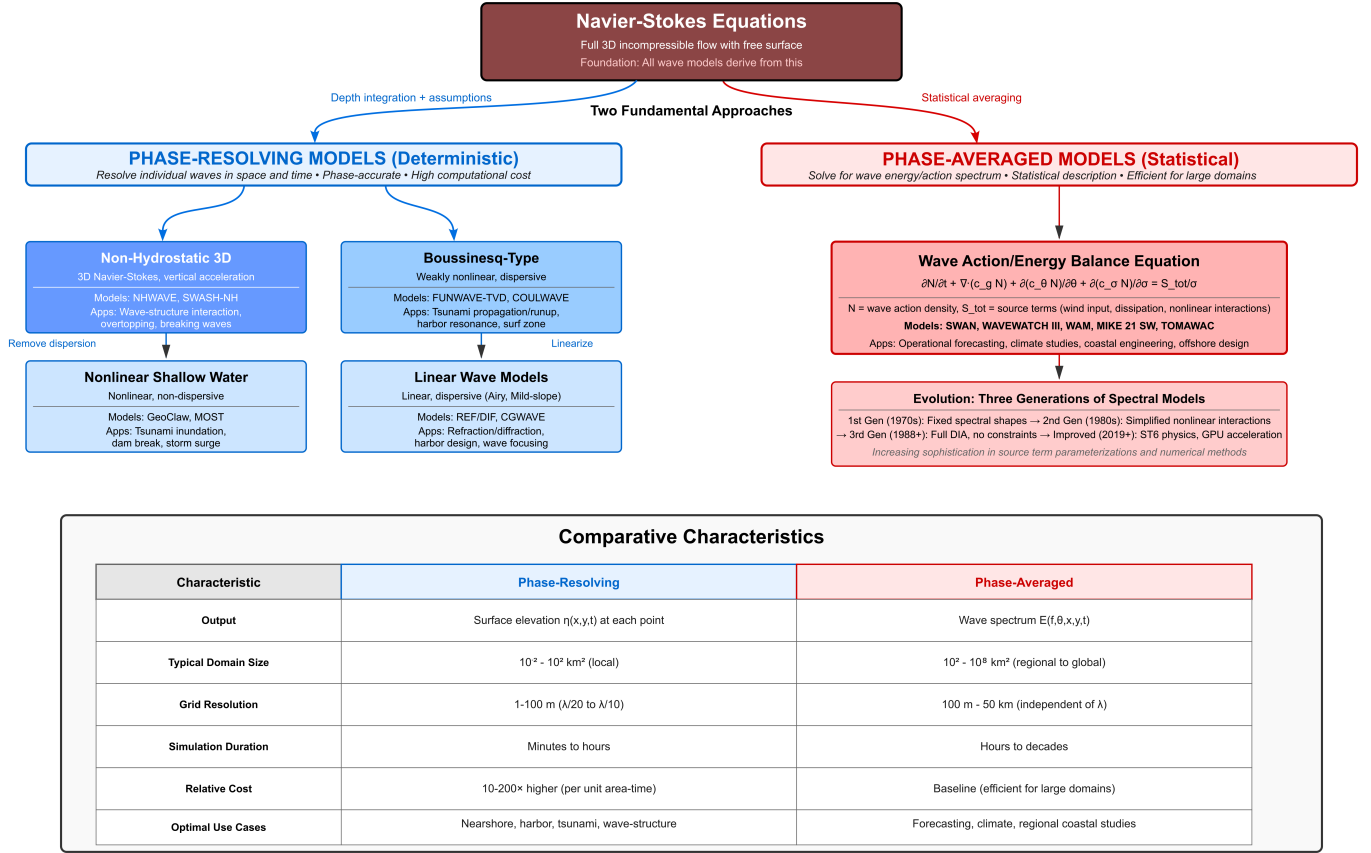 Navier-Stokes Equations
Full 3D incompressible flow with free surface
Foundation: All wave models derive from this
Depth integration + assumptions
Statistical averaging
Two Fundamental Approaches
PHASE-RESOLVING MODELS (Deterministic)
Resolve individual waves in space and time • Phase-accurate • High computational cost
PHASE-AVERAGED MODELS (Statistical)
Solve for wave energy/action spectrum • Statistical description • Efficient for large domains
Non-Hydrostatic 3D
3D Navier-Stokes, vertical acceleration
Models: NHWAVE, SWASH-NH
Apps: Wave-structure interaction,
overtopping, breaking waves
Boussinesq-Type
Weakly nonlinear, dispersive
Models: FUNWAVE-TVD, COULWAVE
Apps: Tsunami propagation/runup,
harbor resonance, surf zone
Wave Action/Energy Balance Equation
∂N/∂t + ∇·(c_g N) + ∂(c_θ N)/∂θ + ∂(c_σ N)/∂σ = S_tot/σ
N = wave action density, S_tot = source terms (wind input, dissipation, nonlinear interactions)
Models: SWAN, WAVEWATCH III, WAM, MIKE 21 SW, TOMAWAC
Apps: Operational forecasting, climate studies, coastal engineering, offshore design
Remove dispersion
Linearize
Nonlinear Shallow Water
Nonlinear, non-dispersive
Models: GeoClaw, MOST
Apps: Tsunami inundation,
dam break, storm surge
Linear Wave Models
Linear, dispersive (Airy, Mild-slope)
Models: REF/DIF, CGWAVE
Apps: Refraction/diffraction,
harbor design, wave focusing
Evolution: Three Generations of Spectral Models
1st Gen (1970s): Fixed spectral shapes → 2nd Gen (1980s): Simplified nonlinear interactions
→ 3rd Gen (1988+): Full DIA, no constraints → Improved (2019+): ST6 physics, GPU acceleration
Increasing sophistication in source term parameterizations and numerical methods
Comparative Characteristics
Characteristic Phase-Resolving Phase-Averaged
Output Surface elevation η(x,y,t) at each point Wave spectrum E(f,θ,x,y,t)
Typical Domain Size 10⁻² - 10² km² (local) 10² - 10⁸ km² (regional to global)
Grid Resolution 1-100 m (λ/20 to λ/10) 100 m - 50 km (independent of λ)
Simulation Duration Minutes to hours Hours to decades
Relative Cost 10-200× higher (per unit area-time) Baseline (efficient for large domains)
Optimal Use Cases Nearshore, harbor, tsunami, wave-structure Forecasting, climate, regional coastal studies